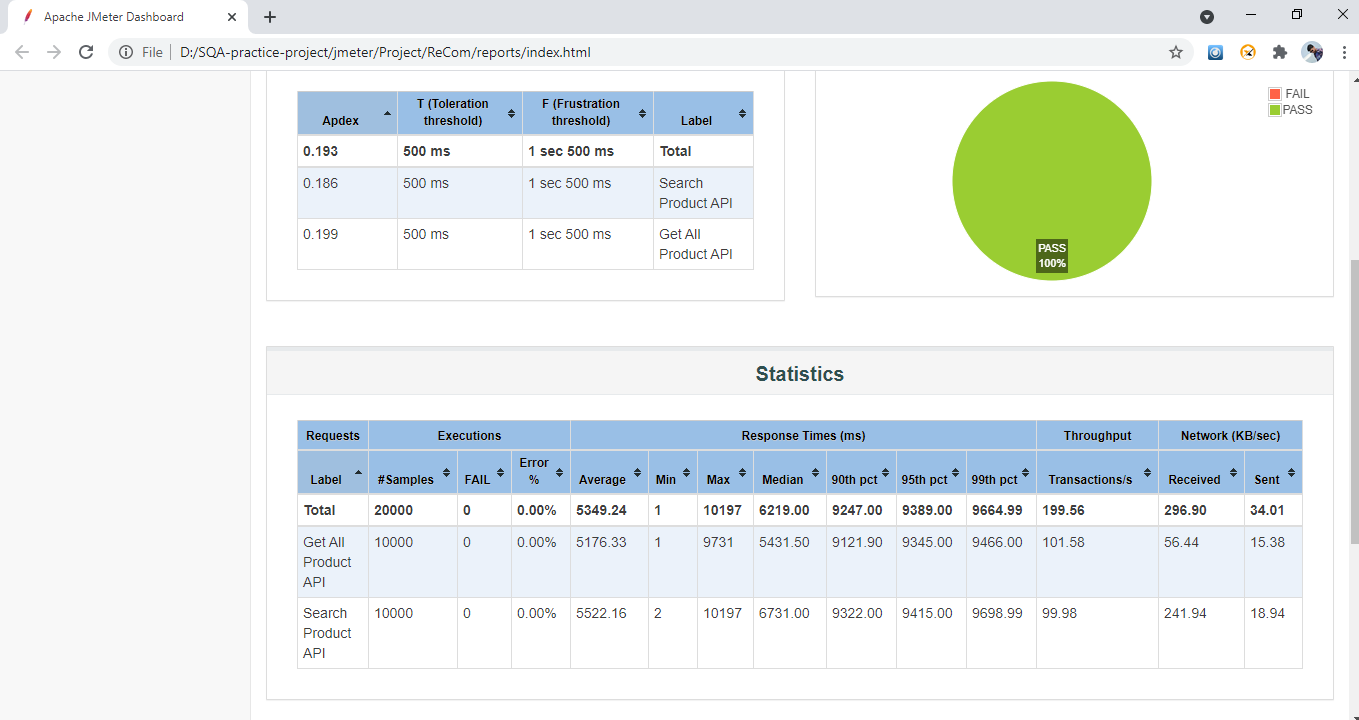 Apache JMeter Dashboard
File D:/SQA-practice-project/jmeter/Project/ReCom/reports/index.html
Apdex T (Toleration threshold) F (Frustration threshold) Label
0.193 500 ms 1 sec 500 ms Total
0.186 500 ms 1 sec 500 ms Search Product API
0.199 500 ms 1 sec 500 ms Get All Product API
FAIL
PASS
PASS
100%
Statistics
Requests Executions Response Times (ms) Throughput Network (KB/sec)
Label #Samples FAIL Error % Average Min Max Median 90th pct 95th pct 99th pct Transactions/s Received Sent
Total 20000 0 0.00% 5349.24 1 10197 6219.00 9247.00 9389.00 9664.99 199.56 296.90 34.01
Get All Product API 10000 0 0.00% 5176.33 1 9731 5431.50 9121.90 9345.00 9466.00 101.58 56.44 15.38
Search Product API 10000 0 0.00% 5522.16 2 10197 6731.00 9322.00 9415.00 9698.99 99.98 241.94 18.94